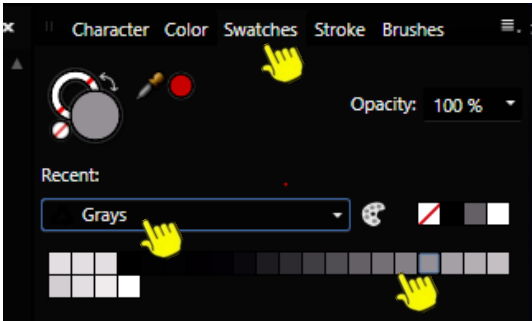 Character Color Swatches Stroke Brushes
Opacity: 100 %
Recent:
Grays